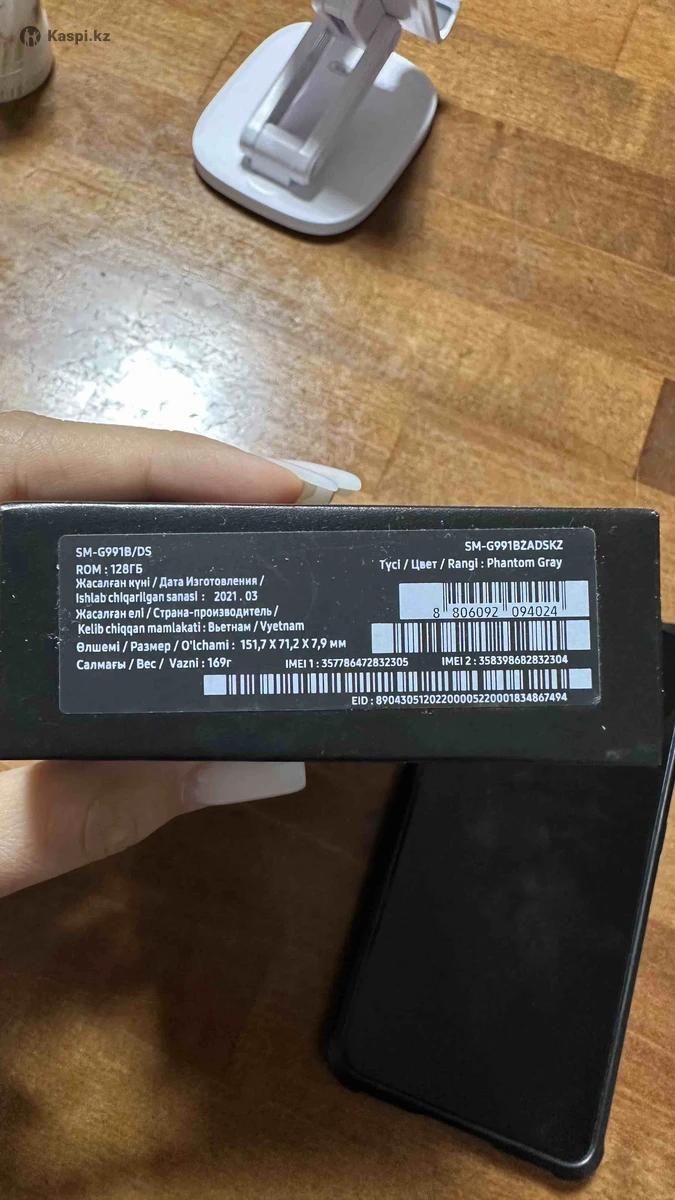 Kaspi.kz
SM-G991B/DS
SM-G991BZADSKZ
ROM : 128ГБ
Түсі / Цвет / Rangi : Phantom Gray
Жасалған күні / Дата Изготовления /
Ishlab chiqarilgan sanasi : 2021 . 03
8 806092 094024
Жасалған елі / Страна-производитель /
Kelib chiqqan mamlakati : Вьетнам / Vyetnam
Өлшемі / Размер / O'lchami : 151,7 X 71,2 X 7,9 мм
Салмағы / Вес / Vazni : 169г
IMEI 1 : 357786472832305
IMEI 2 : 358398682832304
EID : 89043051202200005220001834867494